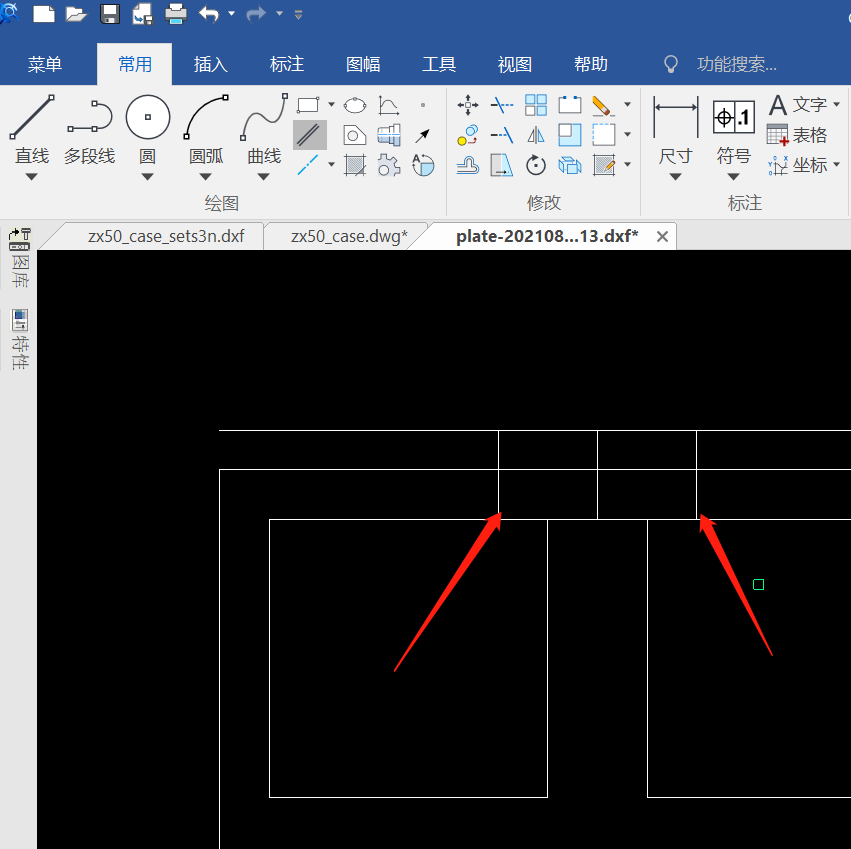 菜单 常用 插入 标注 图幅 工具 视图 帮助 功能搜索...
直线 多段线 圆 圆弧 曲线 尺寸 .1 符号 A 文字
表格
坐标
绘图 修改 标注
zx50_case_sets3n.dxf zx50_case.dwg* plate-202108...13.dxf*
图库
特性